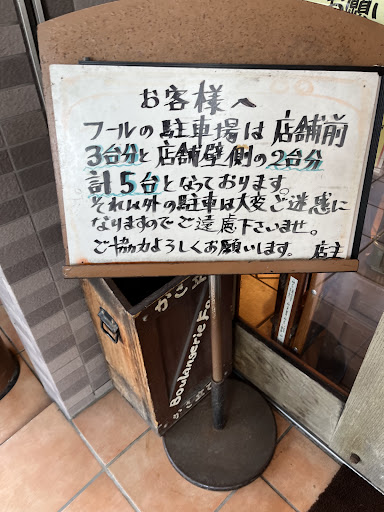 お願い
お客様へ
フールの駐車場は店舗前
3台分と店舗壁側の2台分
計5台となっております。
それ以外の駐車は大変ご迷惑に
なりますのでご遠慮下さいませ。
ご協力よろしくお願いします。 店主
Boulangerie